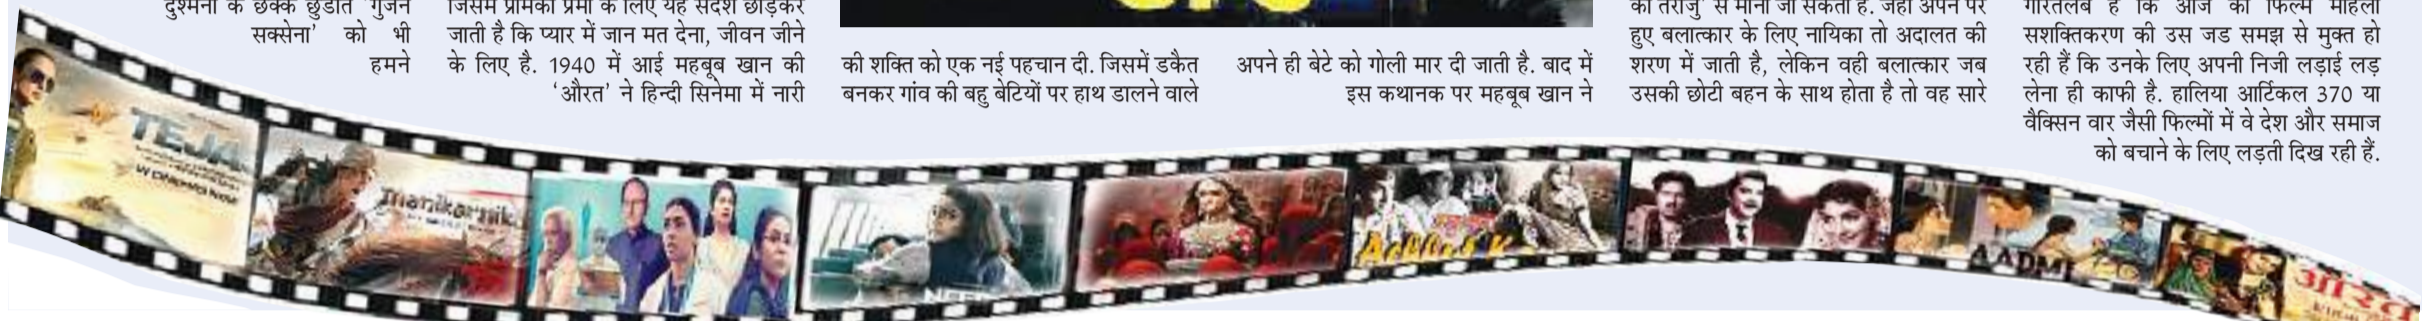 दुश्मनों के छक्के छुडाते 'गुंजन
सक्सेना' को भी
हमने
जिसमें प्रेमिका प्रेमी के लिए यह संदेश छोड़कर
जाती है कि प्यार में जान मत देना, जीवन जीने
के लिए है. 1940 में आई महबूब खान की
'औरत' ने हिन्दी सिनेमा में नारी
की शक्ति को एक नई पहचान दी. जिसमें डकैत
बनकर गांव की बहु बेटियों पर हाथ डालने वाले
अपने ही बेटे को गोली मार दी जाती है. बाद में
इस कथानक पर महबूब खान ने
का तराजु' से मानी जा सकती है. जहां अपने पर
हुए बलात्कार के लिए नायिका तो अदालत की
शरण में जाती है, लेकिन वही बलात्कार जब
उसकी छोटी बहन के साथ होता है तो वह सारे
गौरतलब है कि आज की फिल्में महिला
सशक्तिकरण की उस जड समझ से मुक्त हो
रही हैं कि उनके लिए अपनी निजी लड़ाई लड़
लेना ही काफी है. हालिया आर्टिकल 370 या
वैक्सिन वार जैसी फिल्मों में वे देश और समाज
को बचाने के लिए लड़ती दिख रही हैं.
TEJAS
Manikarnika
AADMI
औरत